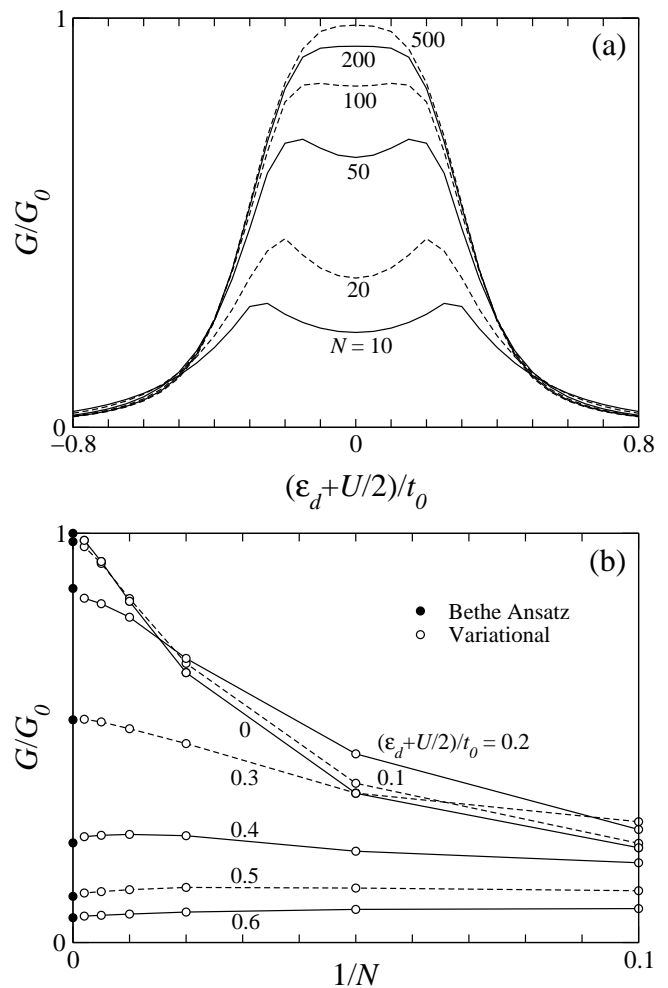 1
(a)
500
200
100
50
20
N = 10
G/G₀
0
−0.8
0
0.8
(ε_d+U/2)/t₀
1
(b)
● Bethe Ansatz
○ Variational
G/G₀
0
(ε_d+U/2)/t₀ = 0.2
0.3
0.1
0.4
0.5
0.6
0
0
0.1
1/N